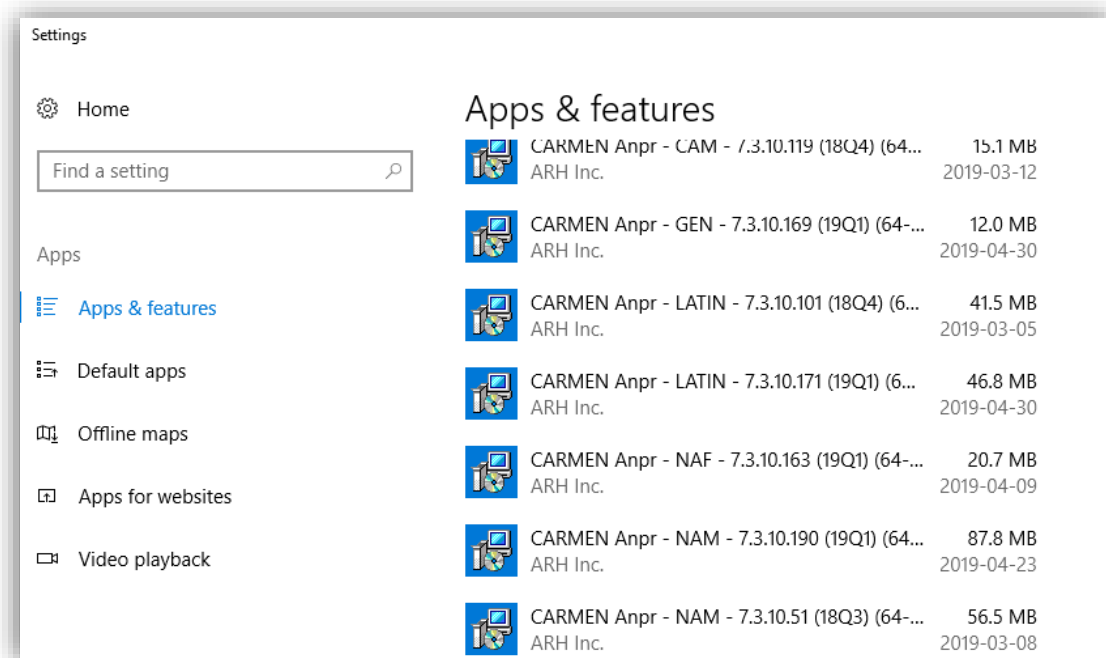 Settings
Home
Apps & features
Find a setting
CARMEN Anpr - CAM - 7.3.10.119 (18Q4) (64... 15.1 MB
ARH Inc. 2019-03-12
CARMEN Anpr - GEN - 7.3.10.169 (19Q1) (64-... 12.0 MB
ARH Inc. 2019-04-30
Apps
Apps & features
CARMEN Anpr - LATIN - 7.3.10.101 (18Q4) (6... 41.5 MB
ARH Inc. 2019-03-05
Default apps
CARMEN Anpr - LATIN - 7.3.10.171 (19Q1) (6... 46.8 MB
ARH Inc. 2019-04-30
Offline maps
CARMEN Anpr - NAF - 7.3.10.163 (19Q1) (64-... 20.7 MB
ARH Inc. 2019-04-09
Apps for websites
CARMEN Anpr - NAM - 7.3.10.190 (19Q1) (64... 87.8 MB
ARH Inc. 2019-04-23
Video playback
CARMEN Anpr - NAM - 7.3.10.51 (18Q3) (64-... 56.5 MB
ARH Inc. 2019-03-08